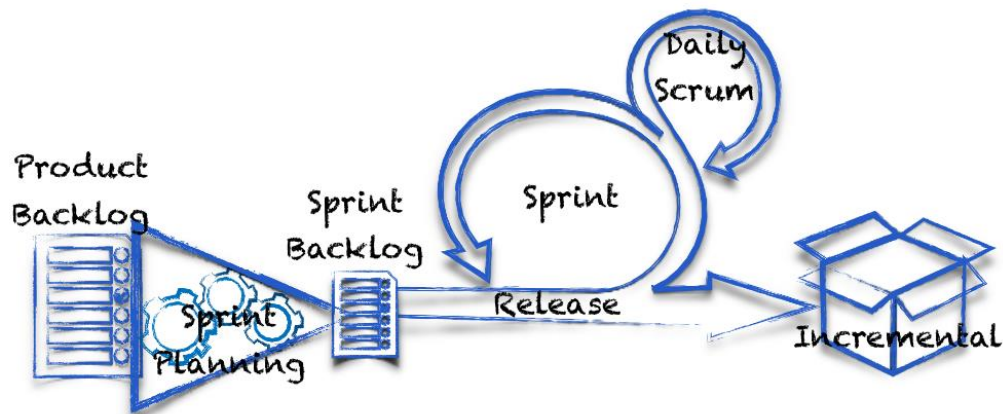 Product
Backlog
Sprint
Planning
Sprint
Backlog
Sprint
Daily
Scrum
Release
Incremental